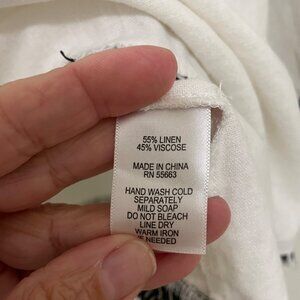 55% LINEN
45% VISCOSE
MADE IN CHINA
RN 55663
HAND WASH COLD
SEPARATELY
MILD SOAP
DO NOT BLEACH
LINE DRY
WARM IRON
IF NEEDED